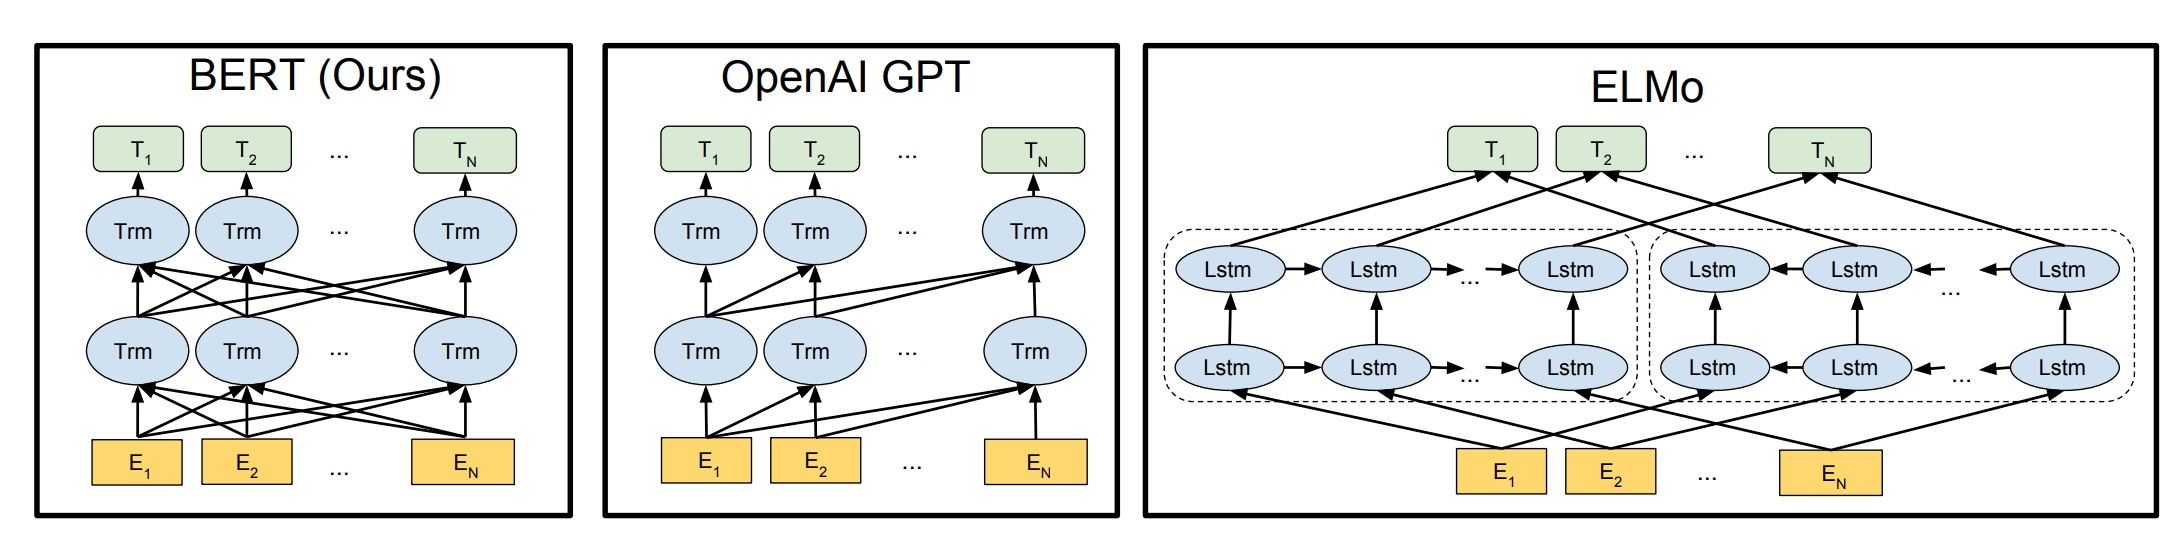 BERT (Ours)
T1 T2 ... TN
Trm Trm ... Trm
Trm Trm ... Trm
E1 E2 ... EN
OpenAI GPT
T1 T2 ... TN
Trm Trm ... Trm
Trm Trm ... Trm
E1 E2 ... EN
ELMo
T1 T2 ... TN
Lstm Lstm ... Lstm Lstm Lstm ... Lstm
Lstm Lstm ... Lstm Lstm Lstm ... Lstm
E1 E2 ... EN